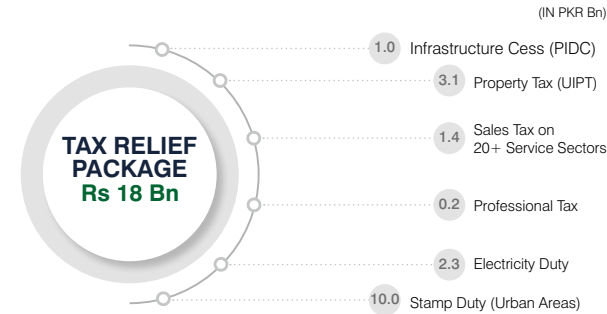 (IN PKR Bn)
1.0 Infrastructure Cess (PIDC)
3.1 Property Tax (UIPT)
TAX RELIEF
PACKAGE
Rs 18 Bn
1.4 Sales Tax on
20+ Service Sectors
0.2 Professional Tax
2.3 Electricity Duty
10.0 Stamp Duty (Urban Areas)